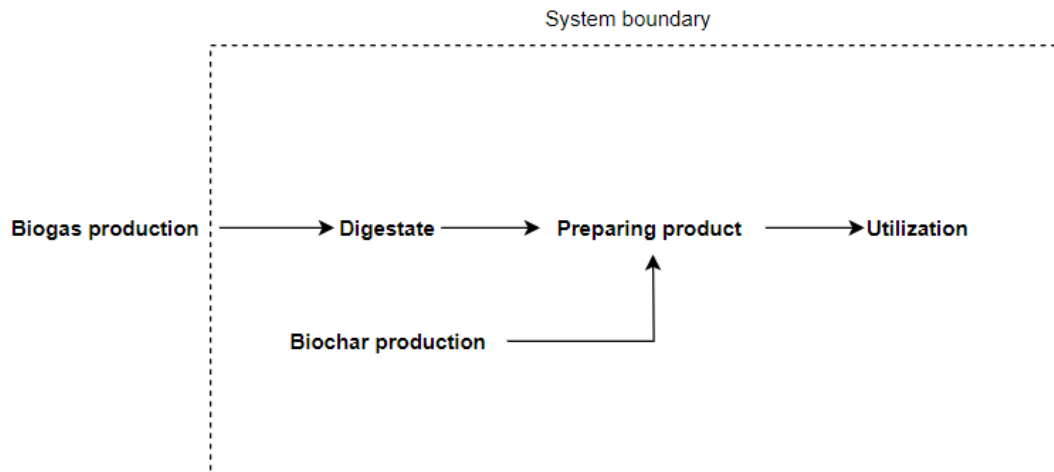 System boundary
Biogas production
Digestate
Preparing product
Utilization
Biochar production